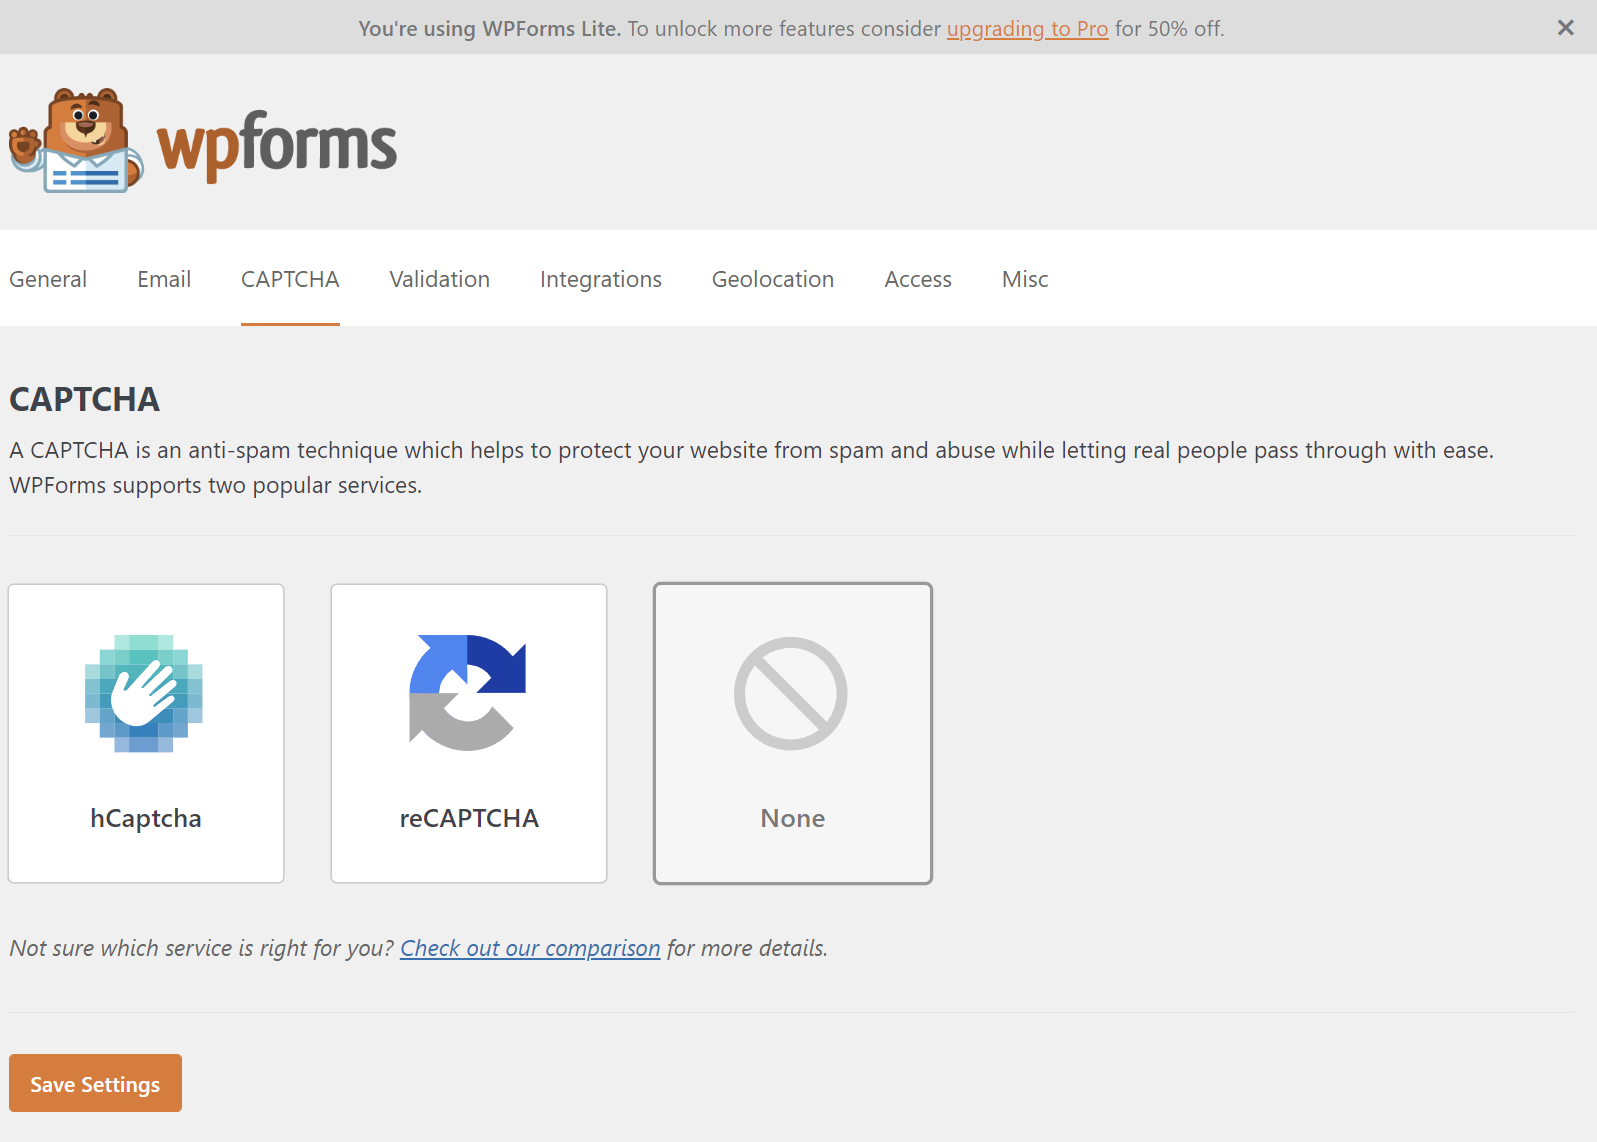 You're using WPForms Lite. To unlock more features consider upgrading to Pro for 50% off.
wpforms
General Email CAPTCHA Validation Integrations Geolocation Access Misc
CAPTCHA
A CAPTCHA is an anti-spam technique which helps to protect your website from spam and abuse while letting real people pass through with ease.
WPForms supports two popular services.
hCaptcha reCAPTCHA None
Not sure which service is right for you? Check out our comparison for more details.
Save Settings